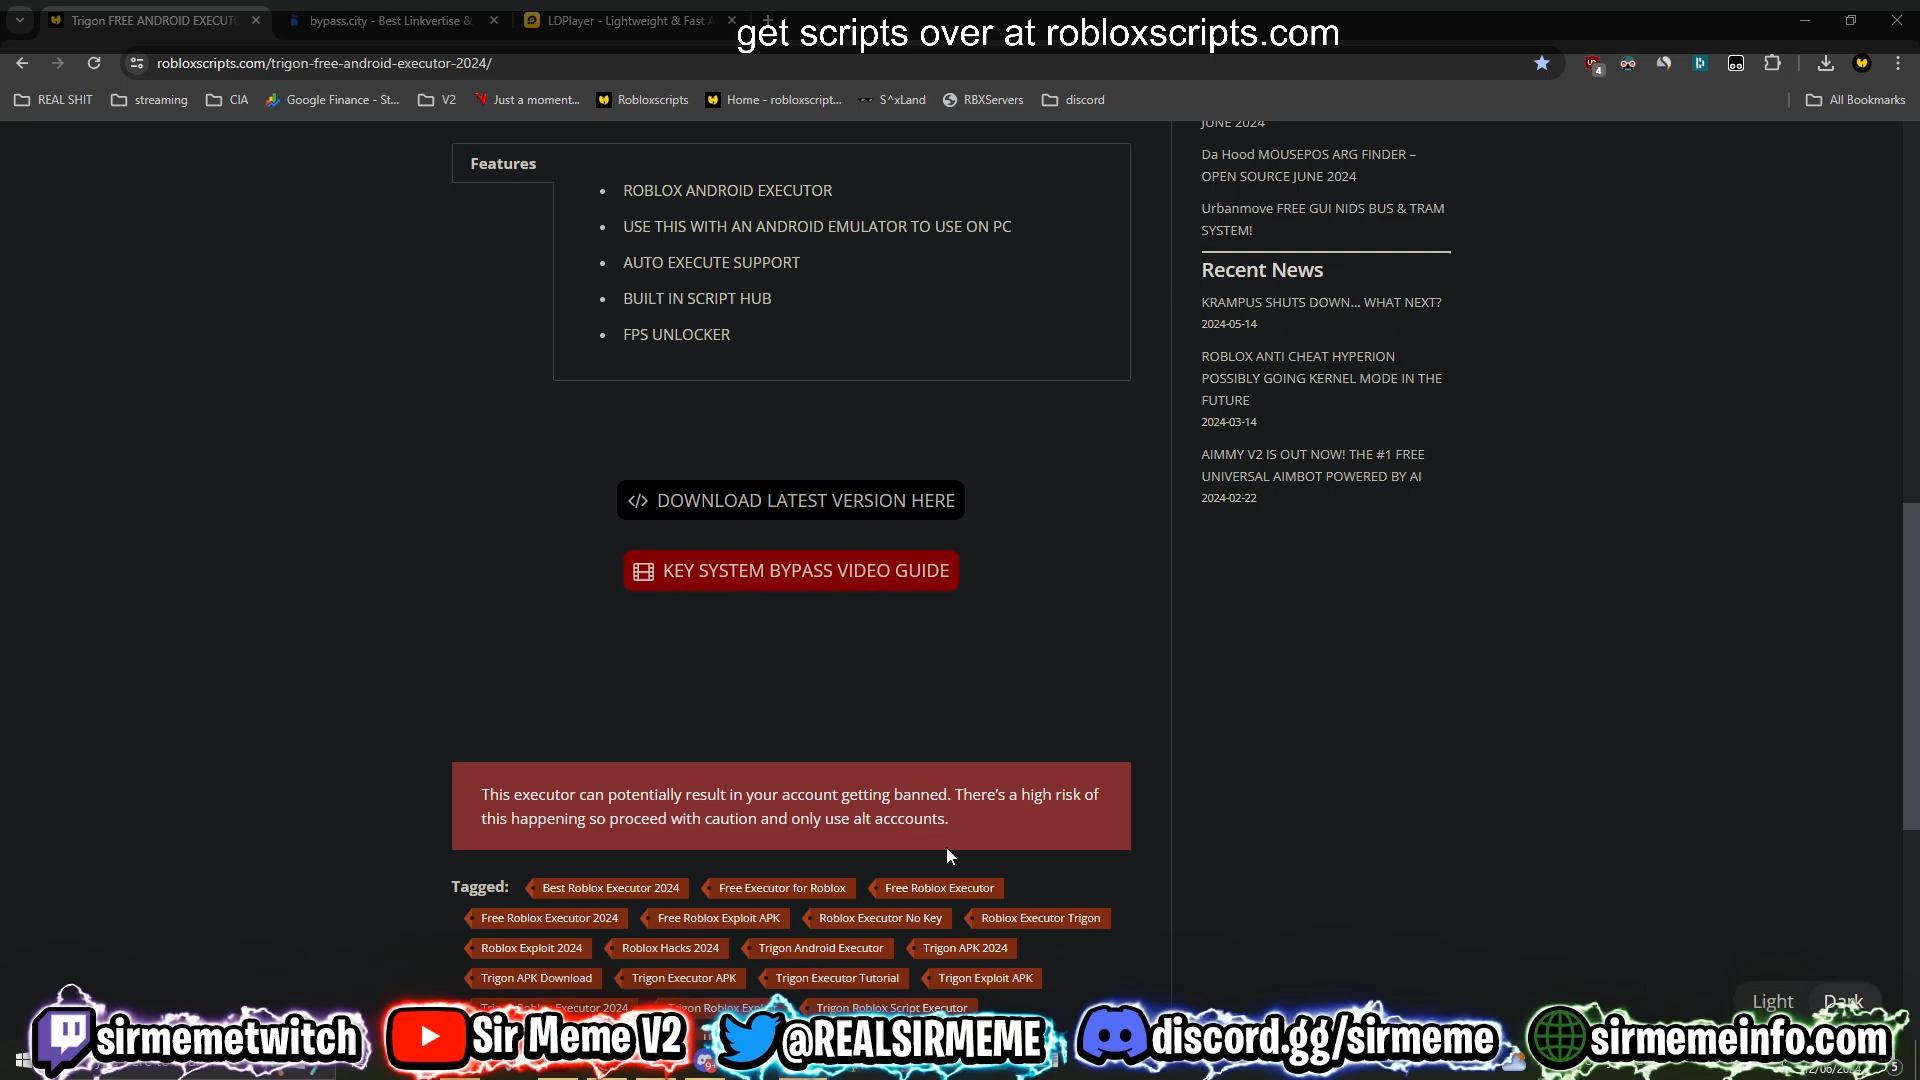 Trigon FREE ANDROID EXECUTO
bypass.city - Best Linkvertise &
LDPlayer - Lightweight & Fast A
get scripts over at robloxscripts.com
robloxscripts.com/trigon-free-android-executor-2024/
4
REAL SHIT
streaming
CIA
Google Finance - St...
V2
Just a moment...
Robloxscripts
Home - robloxscript...
S^xLand
RBXServers
discord
All Bookmarks
Features
ROBLOX ANDROID EXECUTOR
USE THIS WITH AN ANDROID EMULATOR TO USE ON PC
AUTO EXECUTE SUPPORT
BUILT IN SCRIPT HUB
FPS UNLOCKER
DOWNLOAD LATEST VERSION HERE
KEY SYSTEM BYPASS VIDEO GUIDE
This executor can potentially result in your account getting banned. There's a high risk of
this happening so proceed with caution and only use alt acccounts.
Tagged:
Best Roblox Executor 2024
Free Executor for Roblox
Free Roblox Executor
Free Roblox Executor 2024
Free Roblox Exploit APK
Roblox Executor No Key
Roblox Executor Trigon
Roblox Exploit 2024
Roblox Hacks 2024
Trigon Android Executor
Trigon APK 2024
Trigon APK Download
Trigon Executor APK
Trigon Executor Tutorial
Trigon Exploit APK
Trigon Roblox Executor 2024
Trigon Roblox
Trigon Roblox Script Executor
JUNE 2024
Da Hood MOUSEPOS ARG FINDER –
OPEN SOURCE JUNE 2024
Urbanmove FREE GUI NIDS BUS & TRAM
SYSTEM!
Recent News
KRAMPUS SHUTS DOWN... WHAT NEXT?
2024-05-14
ROBLOX ANTI CHEAT HYPERION
POSSIBLY GOING KERNEL MODE IN THE
FUTURE
2024-03-14
AIMMY V2 IS OUT NOW! THE #1 FREE
UNIVERSAL AIMBOT POWERED BY AI
2024-02-22
Light
Dark
sirmemetwitch
Sir Meme V2
@REALSIRMEME
discord.gg/sirmeme
sirmemeinfo.com
5